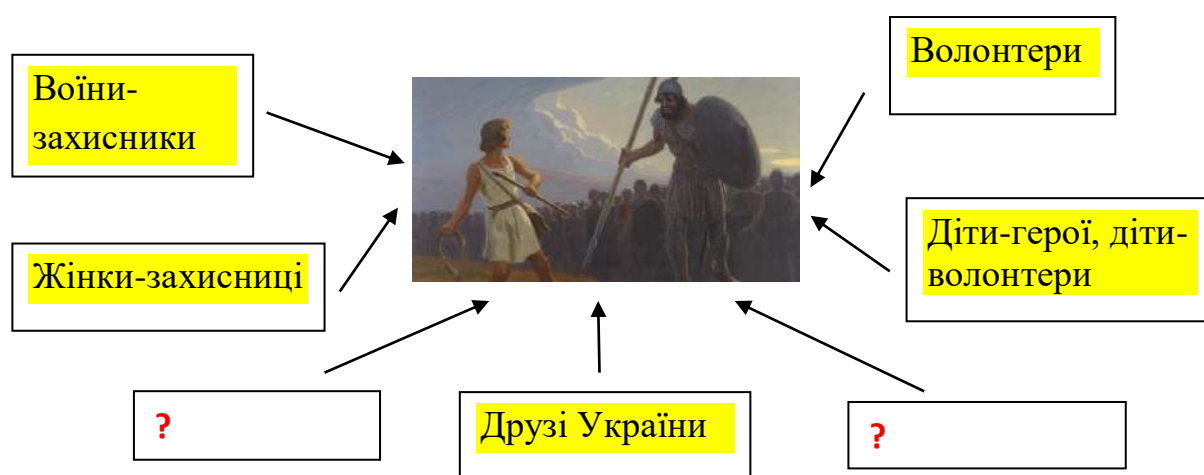 Воїни-
захисники
Волонтери
Жінки-захисниці
Діти-герої, діти-
волонтери
?
Друзі України
?